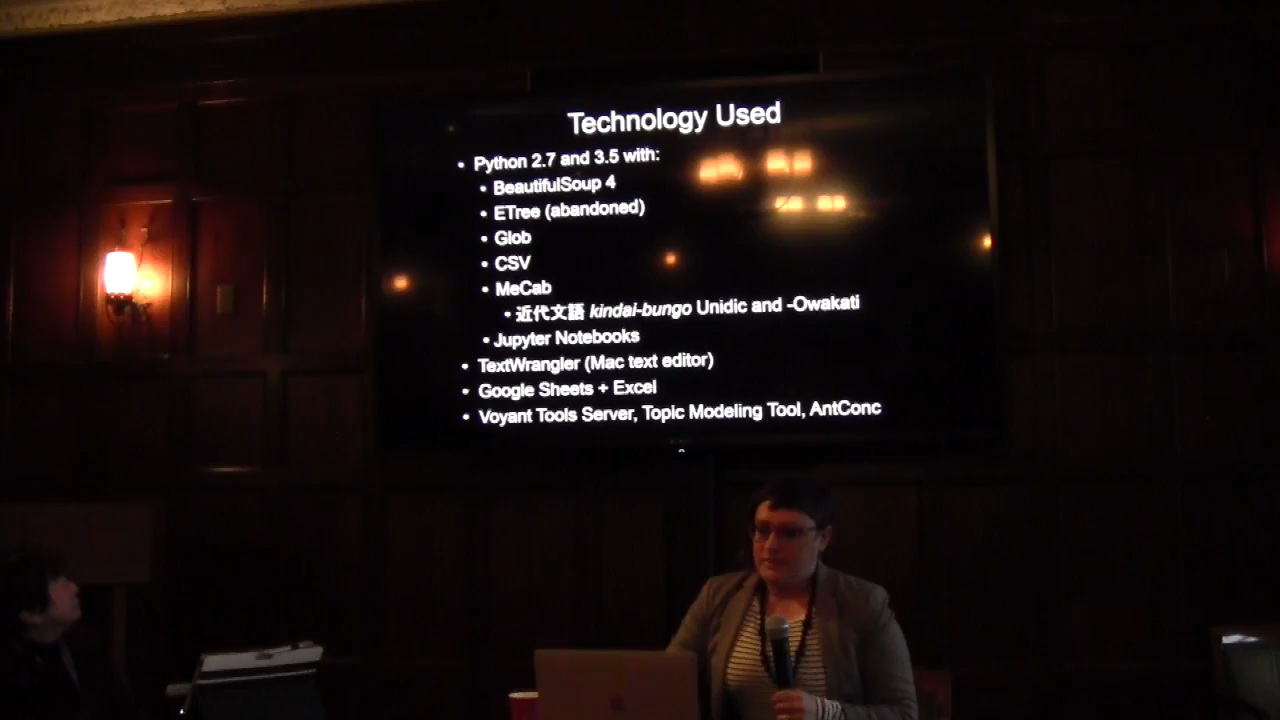 Technology Used
• Python 2.7 and 3.5 with:
• BeautifulSoup 4
• ETree (abandoned)
• Glob
• CSV
• MeCab
• 近代文語 kindai-bungo Unidic and -Owakati
• Jupyter Notebooks
• TextWrangler (Mac text editor)
• Google Sheets + Excel
• Voyant Tools Server, Topic Modeling Tool, AntConc